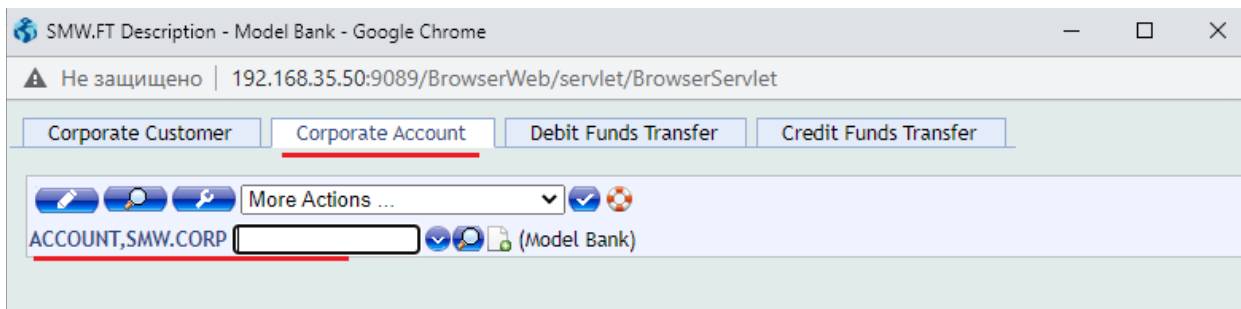 SMW.FT Description - Model Bank - Google Chrome
Не защищено | 192.168.35.50:9089/BrowserWeb/servlet/BrowserServlet
Corporate Customer Corporate Account Debit Funds Transfer Credit Funds Transfer
More Actions ...
ACCOUNT,SMW.CORP (Model Bank)